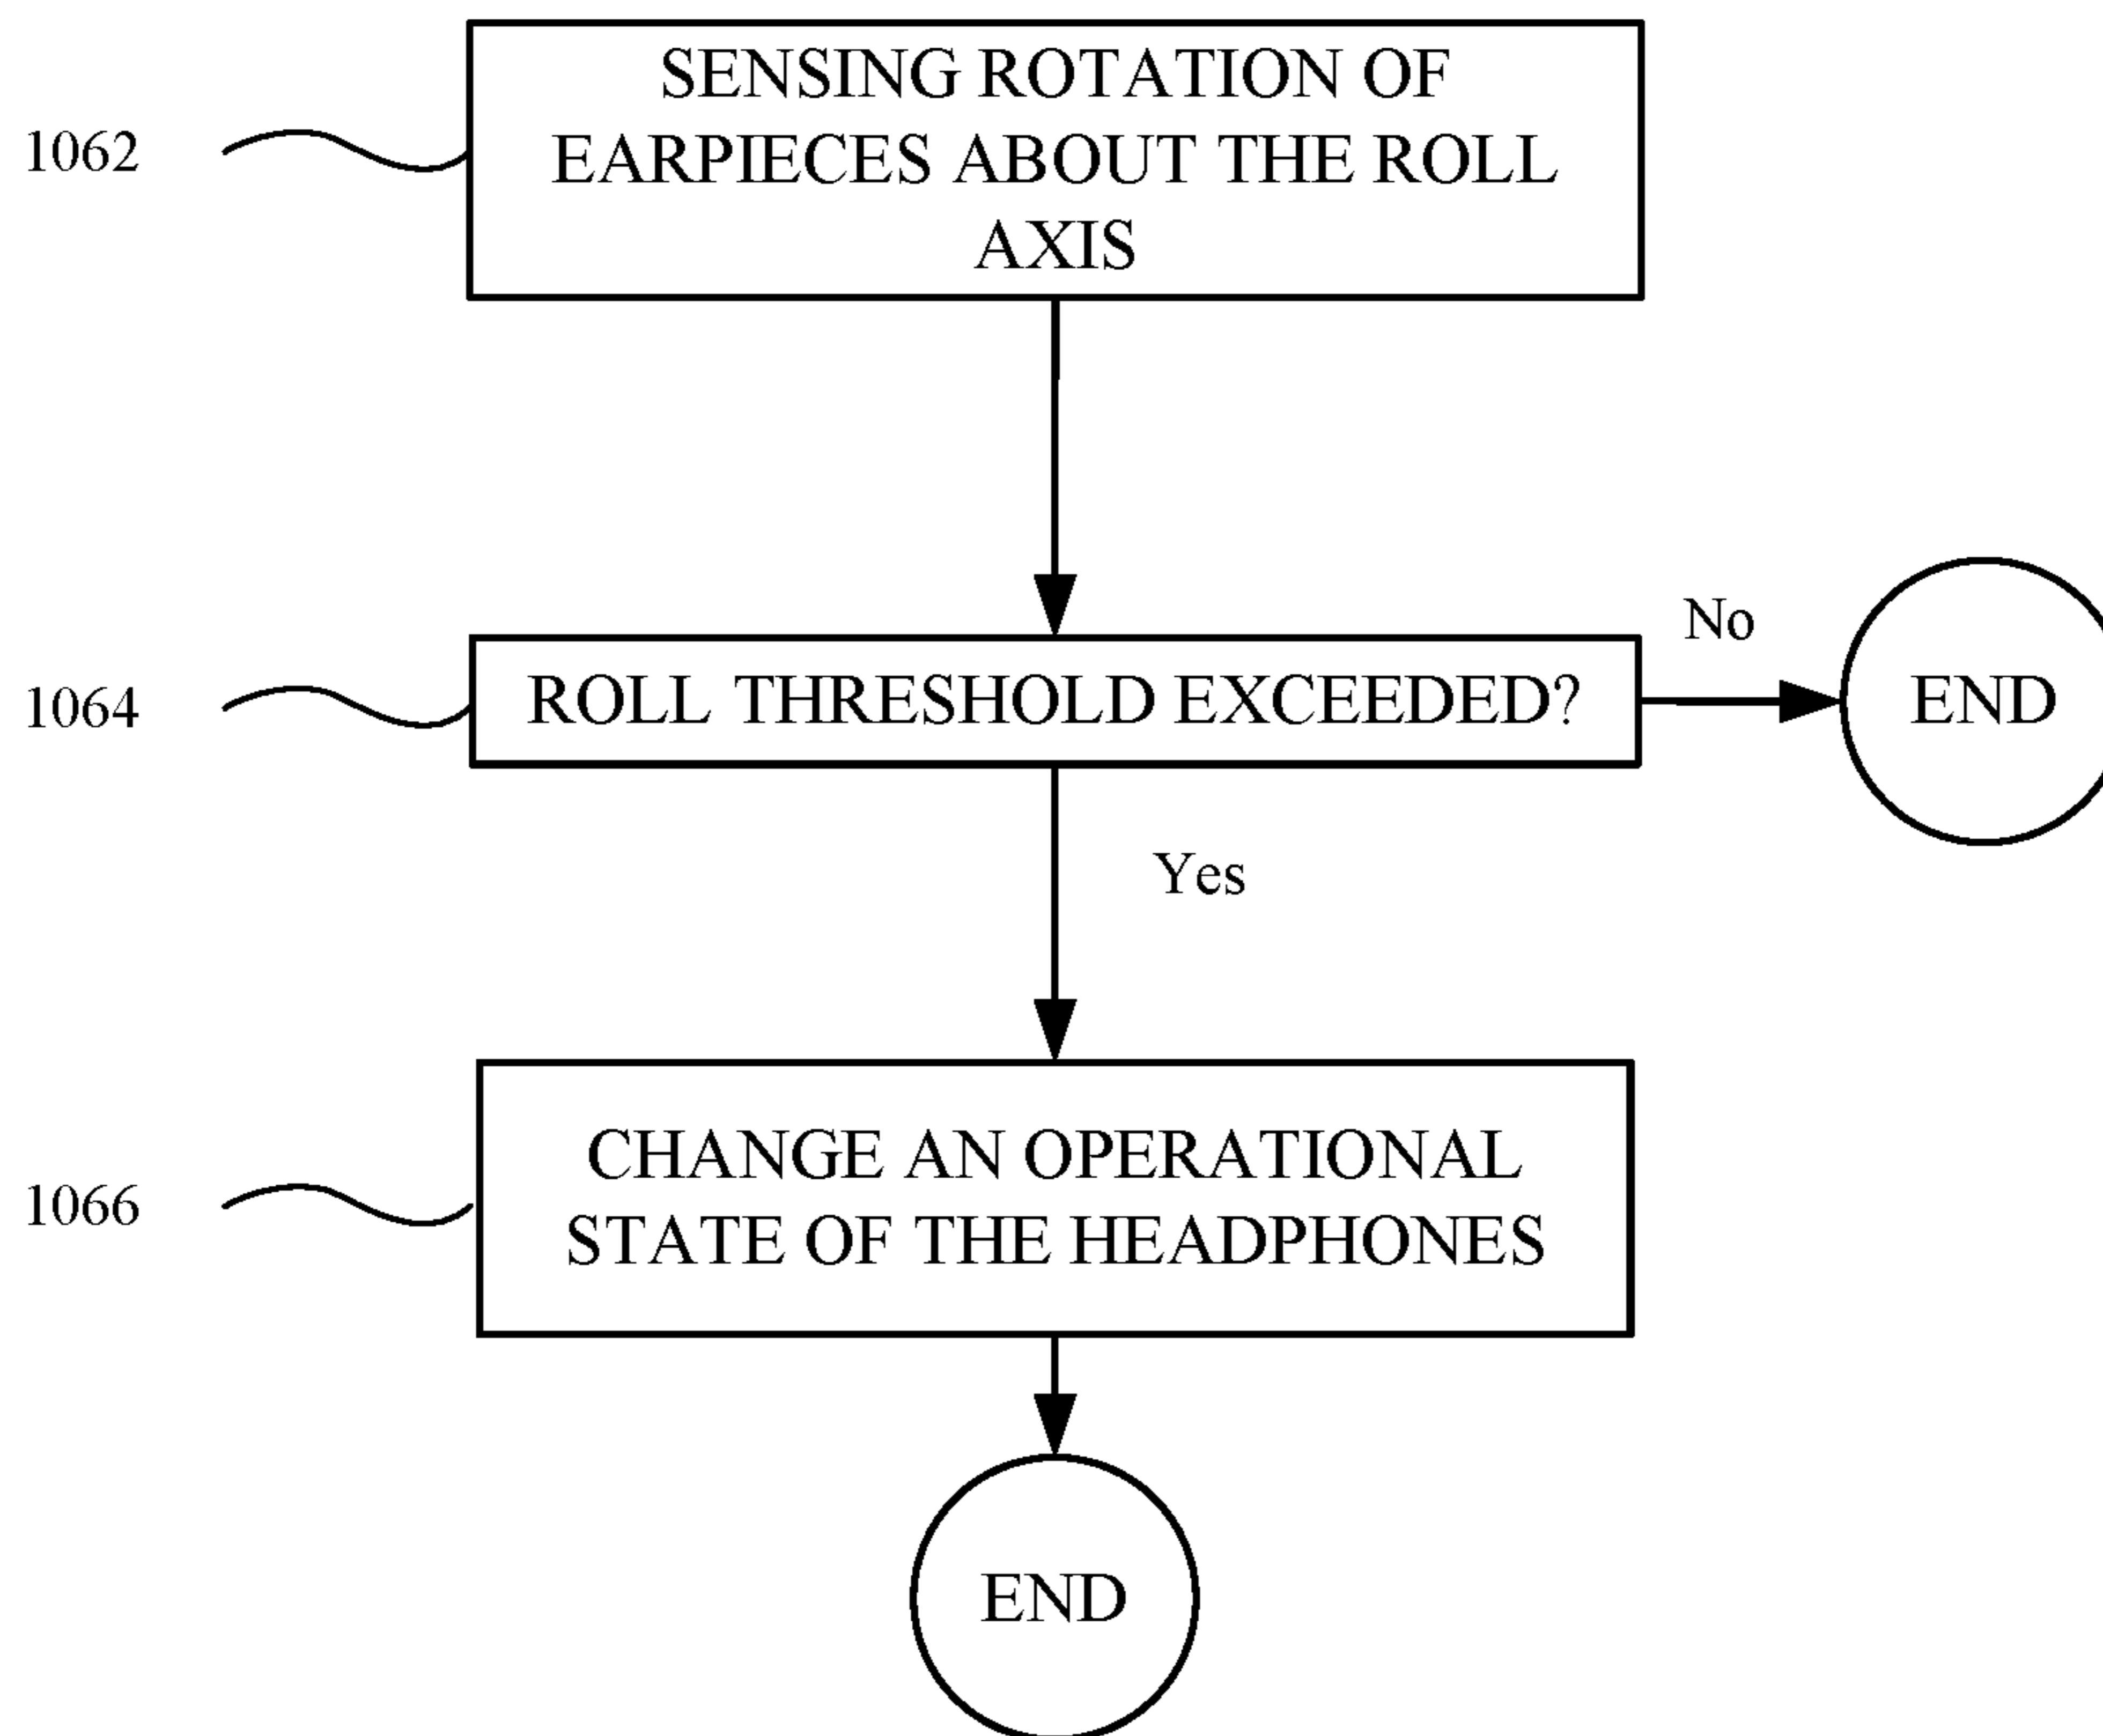 1062
SENSING ROTATION OF
EARPIECES ABOUT THE ROLL
AXIS
No
1064
ROLL THRESHOLD EXCEEDED?
END
Yes
1066
CHANGE AN OPERATIONAL
STATE OF THE HEADPHONES
END